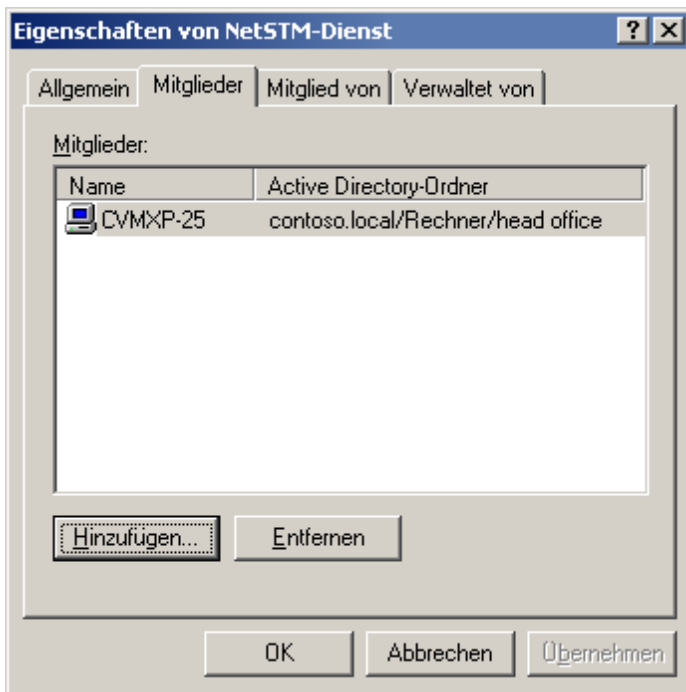 Eigenschaften von NetSTM-Dienst
Allgemein Mitglieder Mitglied von Verwaltet von
Mitglieder:
Name Active Directory-Ordner
CVMXP-25 contoso.local/Rechner/head office
Hinzufügen... Entfernen
OK Abbrechen Übernehmen